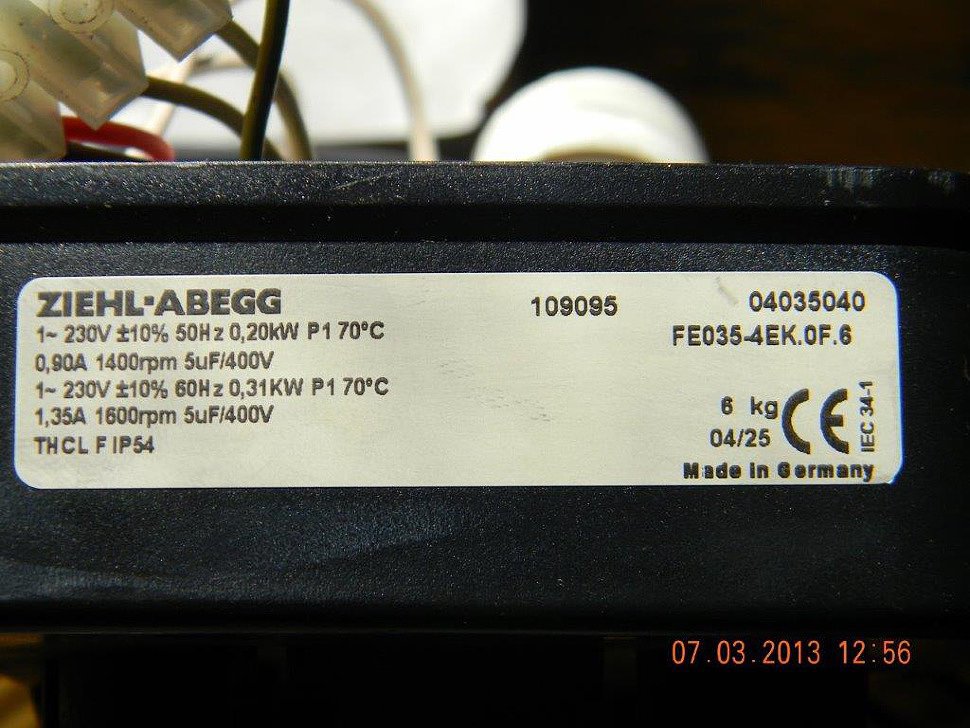 ZIEHL-ABEGG 109095 04035040
1~ 230V ±10% 50Hz 0,20kW P1 70°C FE035-4EK.0F.6
0,90A 1400rpm 5uF/400V
1~ 230V ±10% 60Hz 0,31KW P1 70°C
1,35A 1600rpm 5uF/400V 6 kg CE IEC 34-1
THCL F IP54 04/25
Made in Germany
07.03.2013 12:56